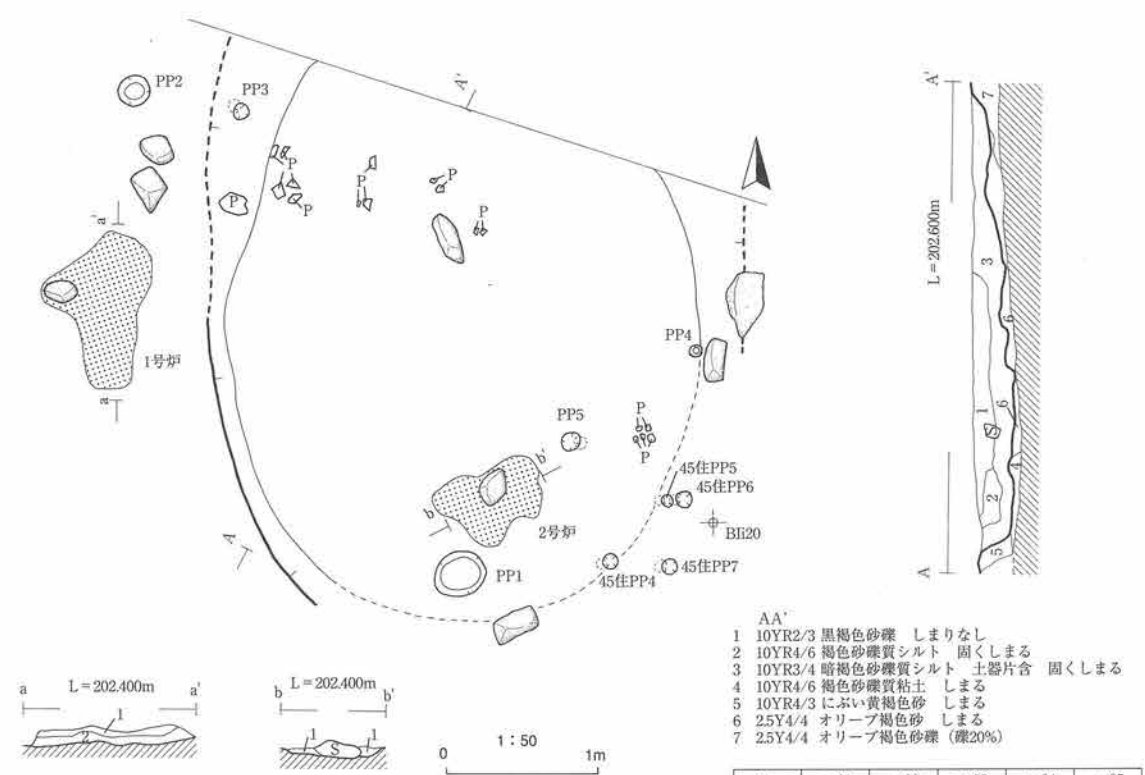 PP2
PP3
A'
P
P
P
P
P
P
a'
1号炉
a
PP4
PP5
P
P
b'
b
2号炉
45住PP5
45住PP6
BIi20
A
PP1
45住PP4
45住PP7
A'
7
L=202.600m
3
6
1
6
S
4
2
5
A
AA'
1 10YR2/3 黒褐色砂礫 しまりなし
2 10YR4/6 褐色砂礫質シルト 固くしまる
3 10YR3/4 暗褐色砂礫質シルト 土器片含 固くしまる
4 10YR4/6 褐色砂礫質粘土 しまる
5 10YR4/3 にぶい黄褐色砂 しまる
6 2.5Y4/4 オリーブ褐色砂 しまる
7 2.5Y4/4 オリーブ褐色砂礫（礫20%）
a L=202.400m a'
1
2
b L=202.400m b'
1 S 1
1：50
0 1m